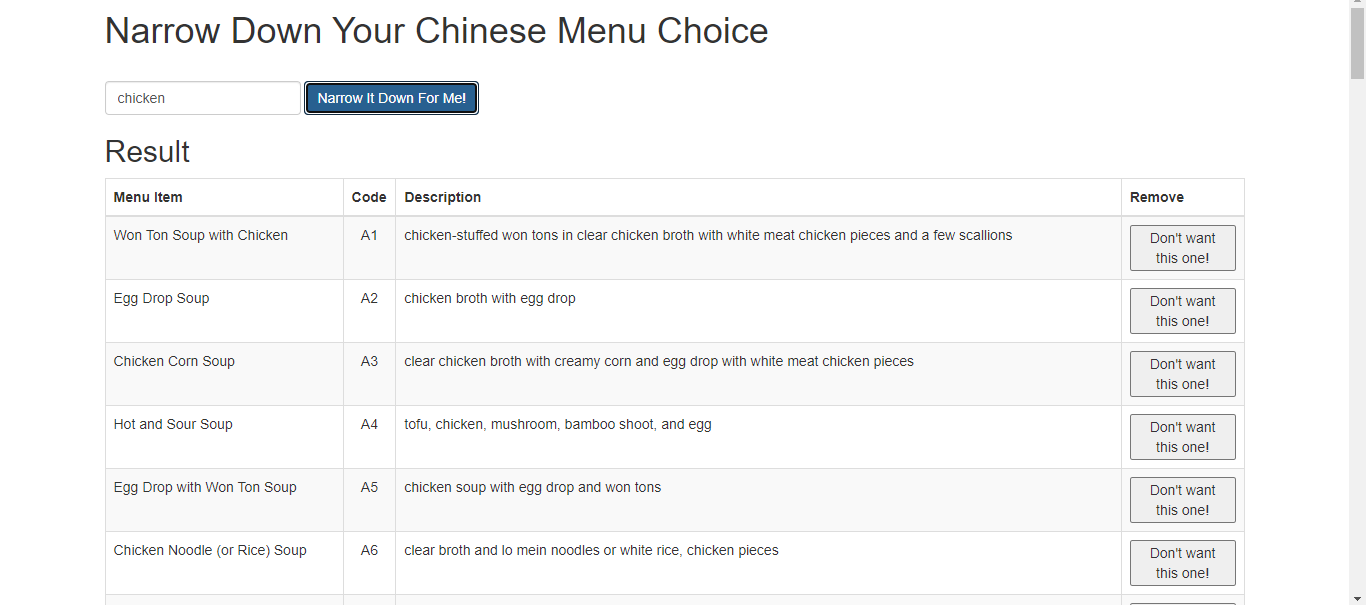 Narrow Down Your Chinese Menu Choice
chicken
Narrow It Down For Me!
Result
Menu Item Code Description Remove
Won Ton Soup with Chicken A1 chicken-stuffed won tons in clear chicken broth with white meat chicken pieces and a few scallions Don't want
this one!
Egg Drop Soup A2 chicken broth with egg drop Don't want
this one!
Chicken Corn Soup A3 clear chicken broth with creamy corn and egg drop with white meat chicken pieces Don't want
this one!
Hot and Sour Soup A4 tofu, chicken, mushroom, bamboo shoot, and egg Don't want
this one!
Egg Drop with Won Ton Soup A5 chicken soup with egg drop and won tons Don't want
this one!
Chicken Noodle (or Rice) Soup A6 clear broth and lo mein noodles or white rice, chicken pieces Don't want
this one!